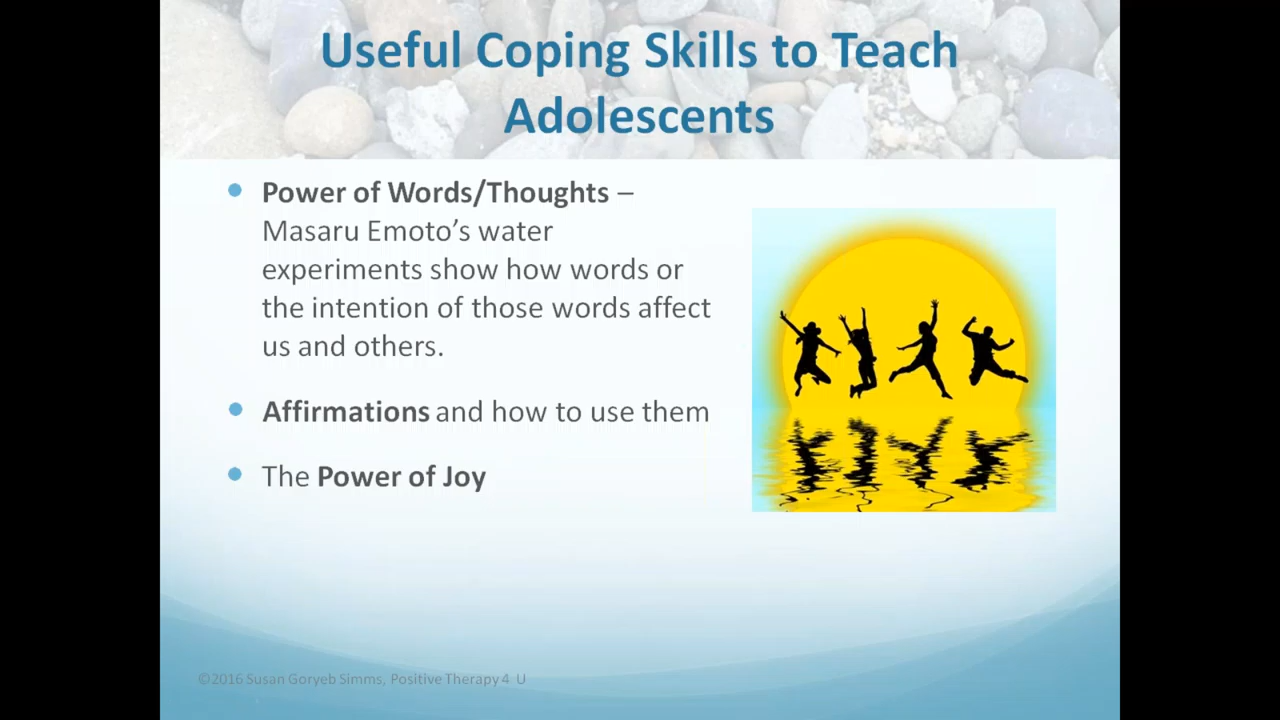 Useful Coping Skills to Teach
Adolescents
Power of Words/Thoughts –
Masaru Emoto’s water
experiments show how words or
the intention of those words affect
us and others.
Affirmations and how to use them
The Power of Joy
©2016 Susan Goryeb Simms, Positive Therapy 4 U